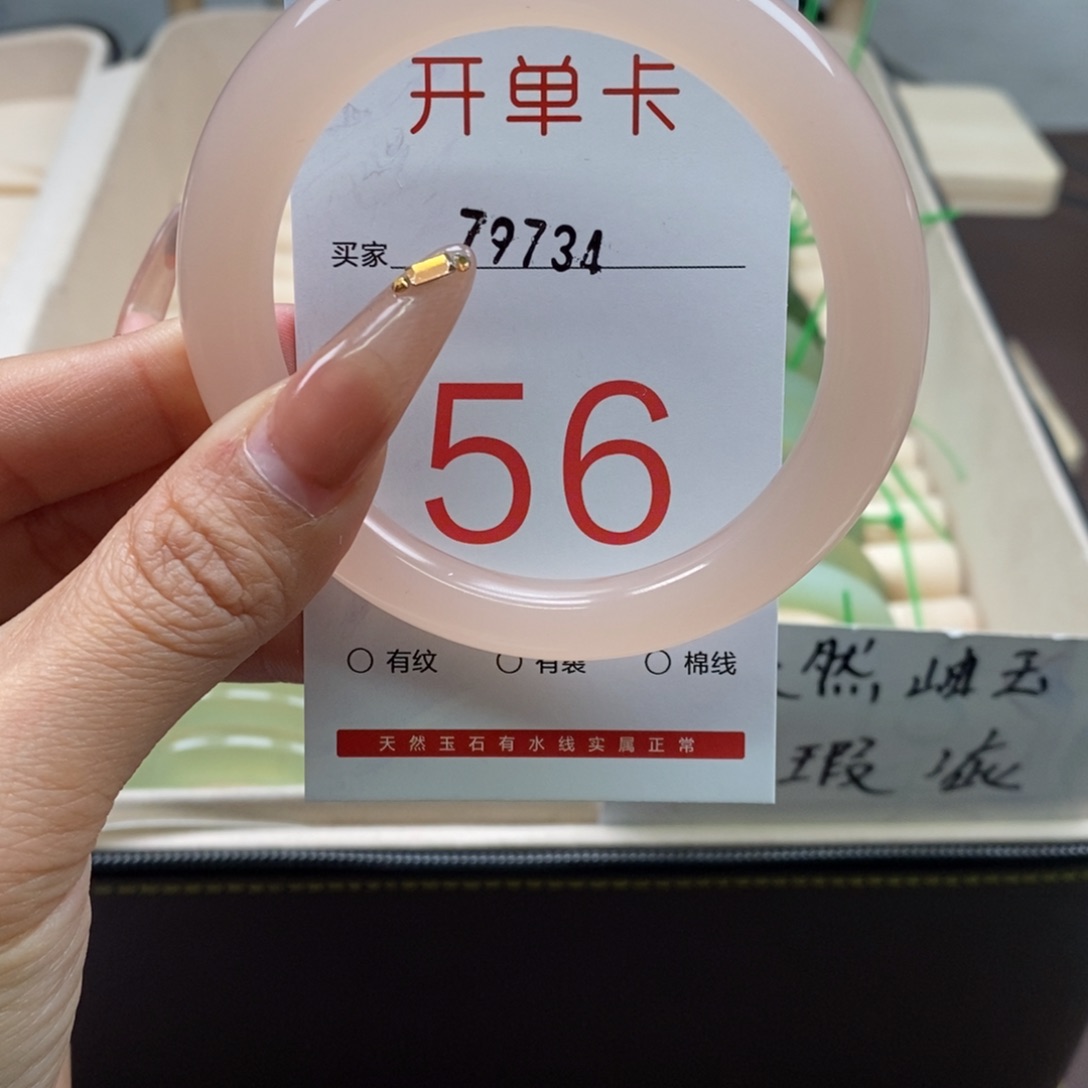 开单卡
买家 79734
56
○ 有纹 ○ 有裂 ○ 棉线
天然玉石有水线实属正常
然, 岫玉
瑕疵